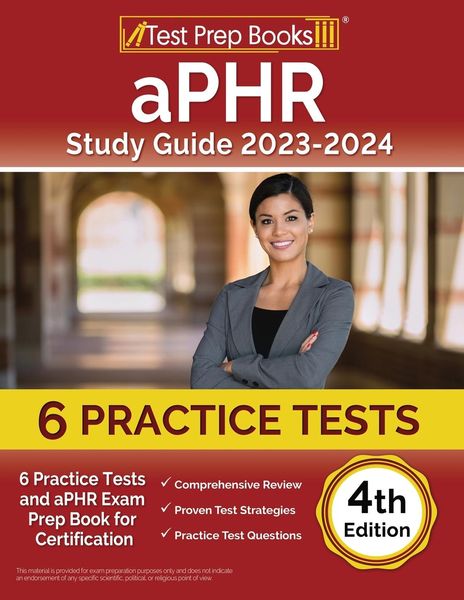 Test Prep Books
®
aPHR
Study Guide 2023-2024
6 PRACTICE TESTS
6 Practice Tests
and aPHR Exam
Prep Book for
Certification
✓ Comprehensive Review
✓ Proven Test Strategies
✓ Practice Test Questions
4th
Edition
This material is provided for exam preparation purposes only and does not indicate
an endorsement of any specific scientific, political, or religious point of view.